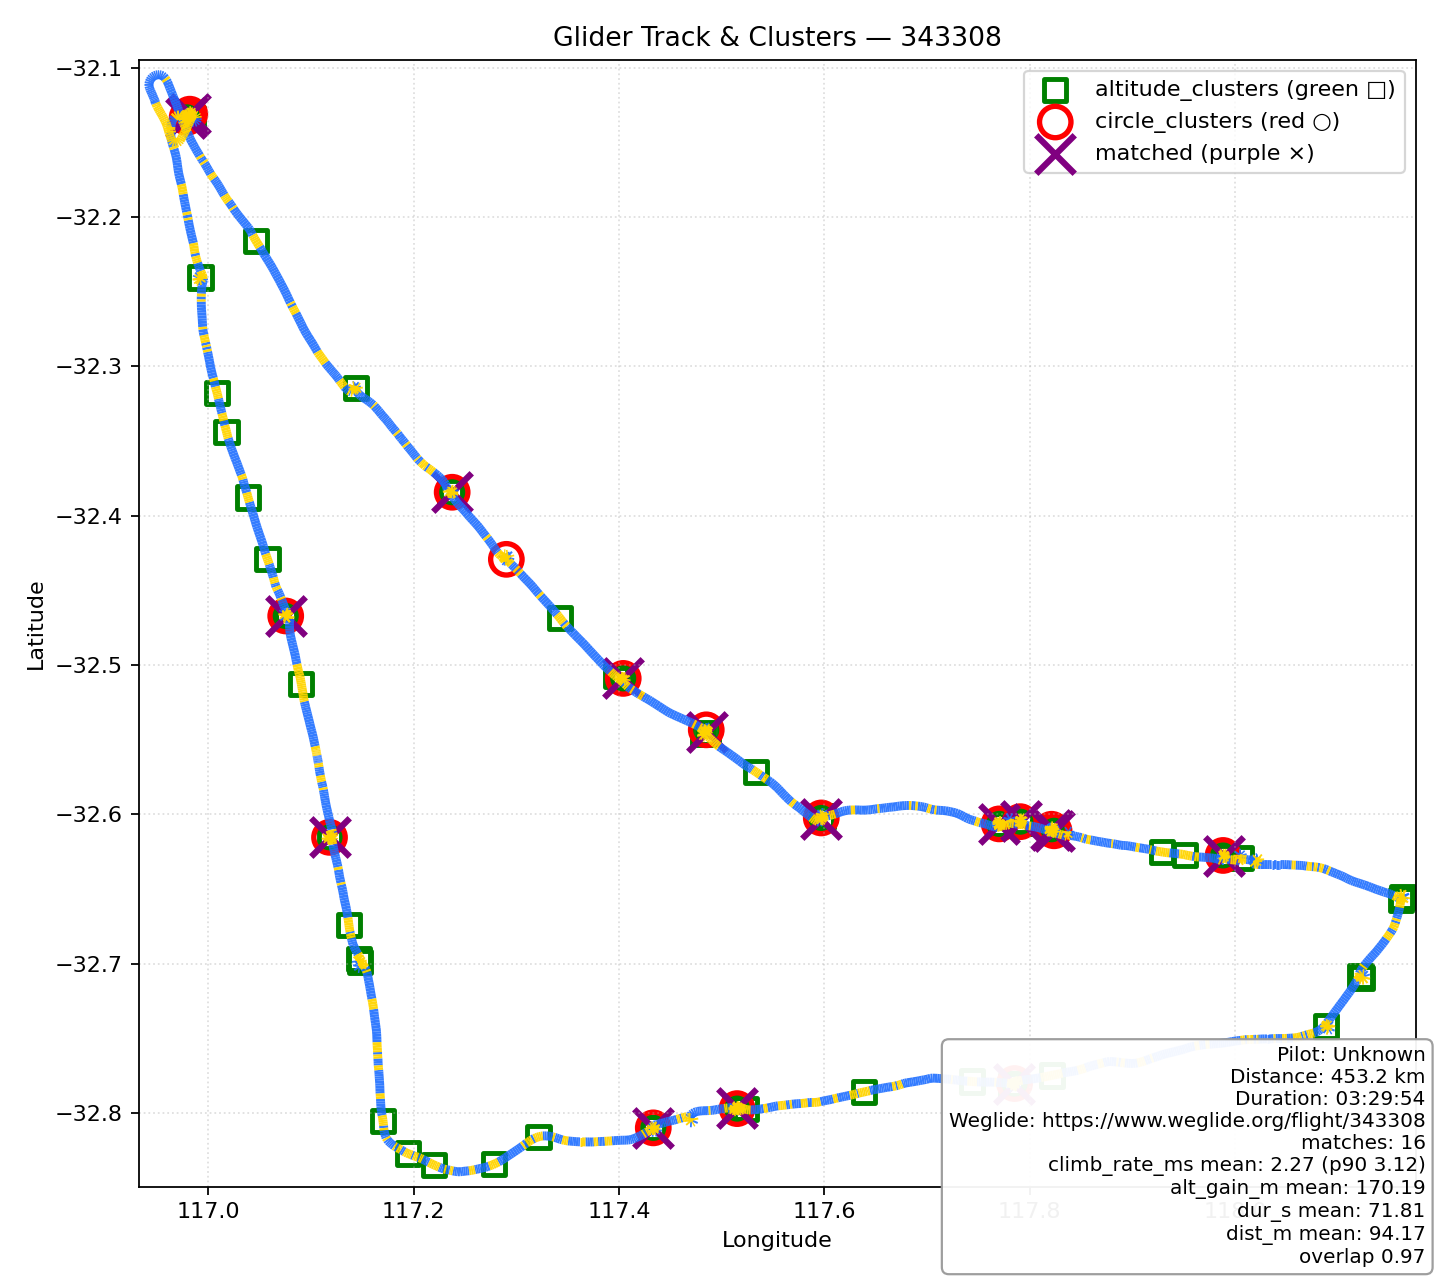 Glider Track & Clusters — 343308
altitude_clusters (green □)
circle_clusters (red ○)
matched (purple ×)
−32.1
−32.2
−32.3
−32.4
−32.5
−32.6
−32.7
−32.8
Latitude
117.0
117.2
117.4
117.6
117.8
Longitude
Pilot: Unknown
Distance: 453.2 km
Duration: 03:29:54
Weglide: https://www.weglide.org/flight/343308
matches: 16
climb_rate_ms mean: 2.27 (p90 3.12)
alt_gain_m mean: 170.19
dur_s mean: 71.81
dist_m mean: 94.17
overlap 0.97